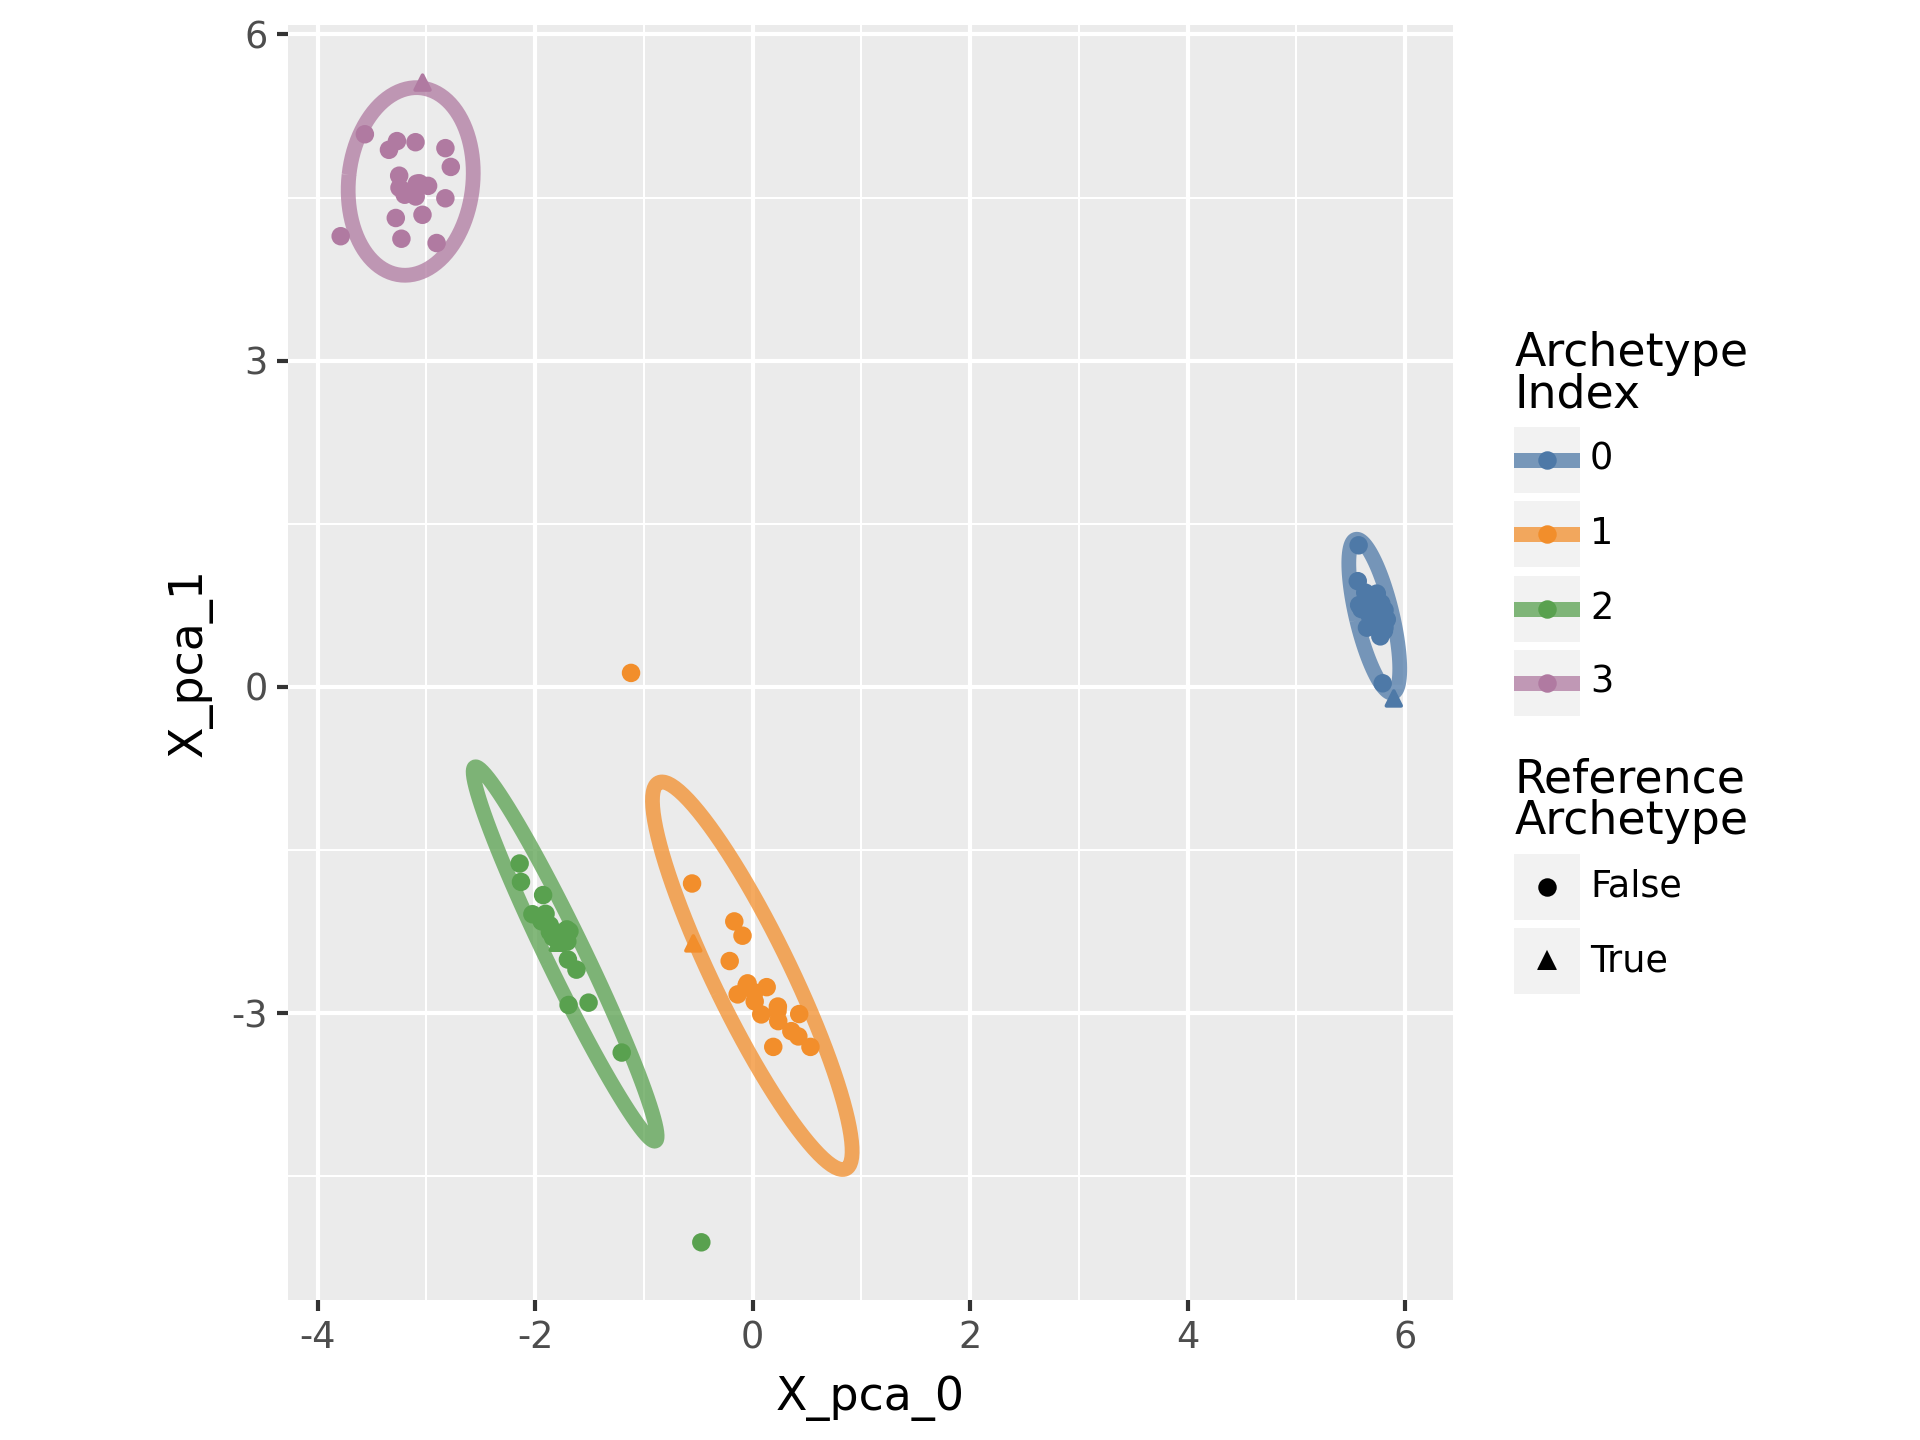 6
3
0
-3
X_pca_1
-4
-2
0
2
4
6
X_pca_0
Archetype
Index
0
1
2
3
Reference
Archetype
False
True